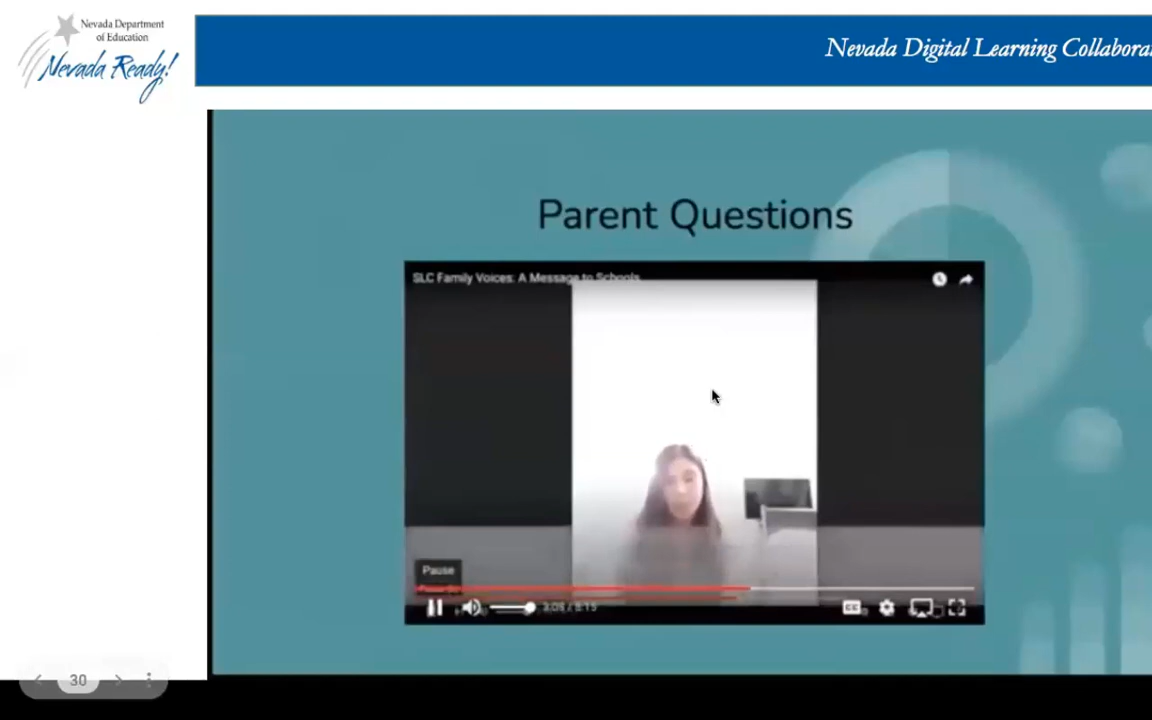 Nevada Department
of Education
Nevada Ready!
Nevada Digital Learning Collabora
Parent Questions
SLC Family Voices: A Message to Schools
Pause
CC
30